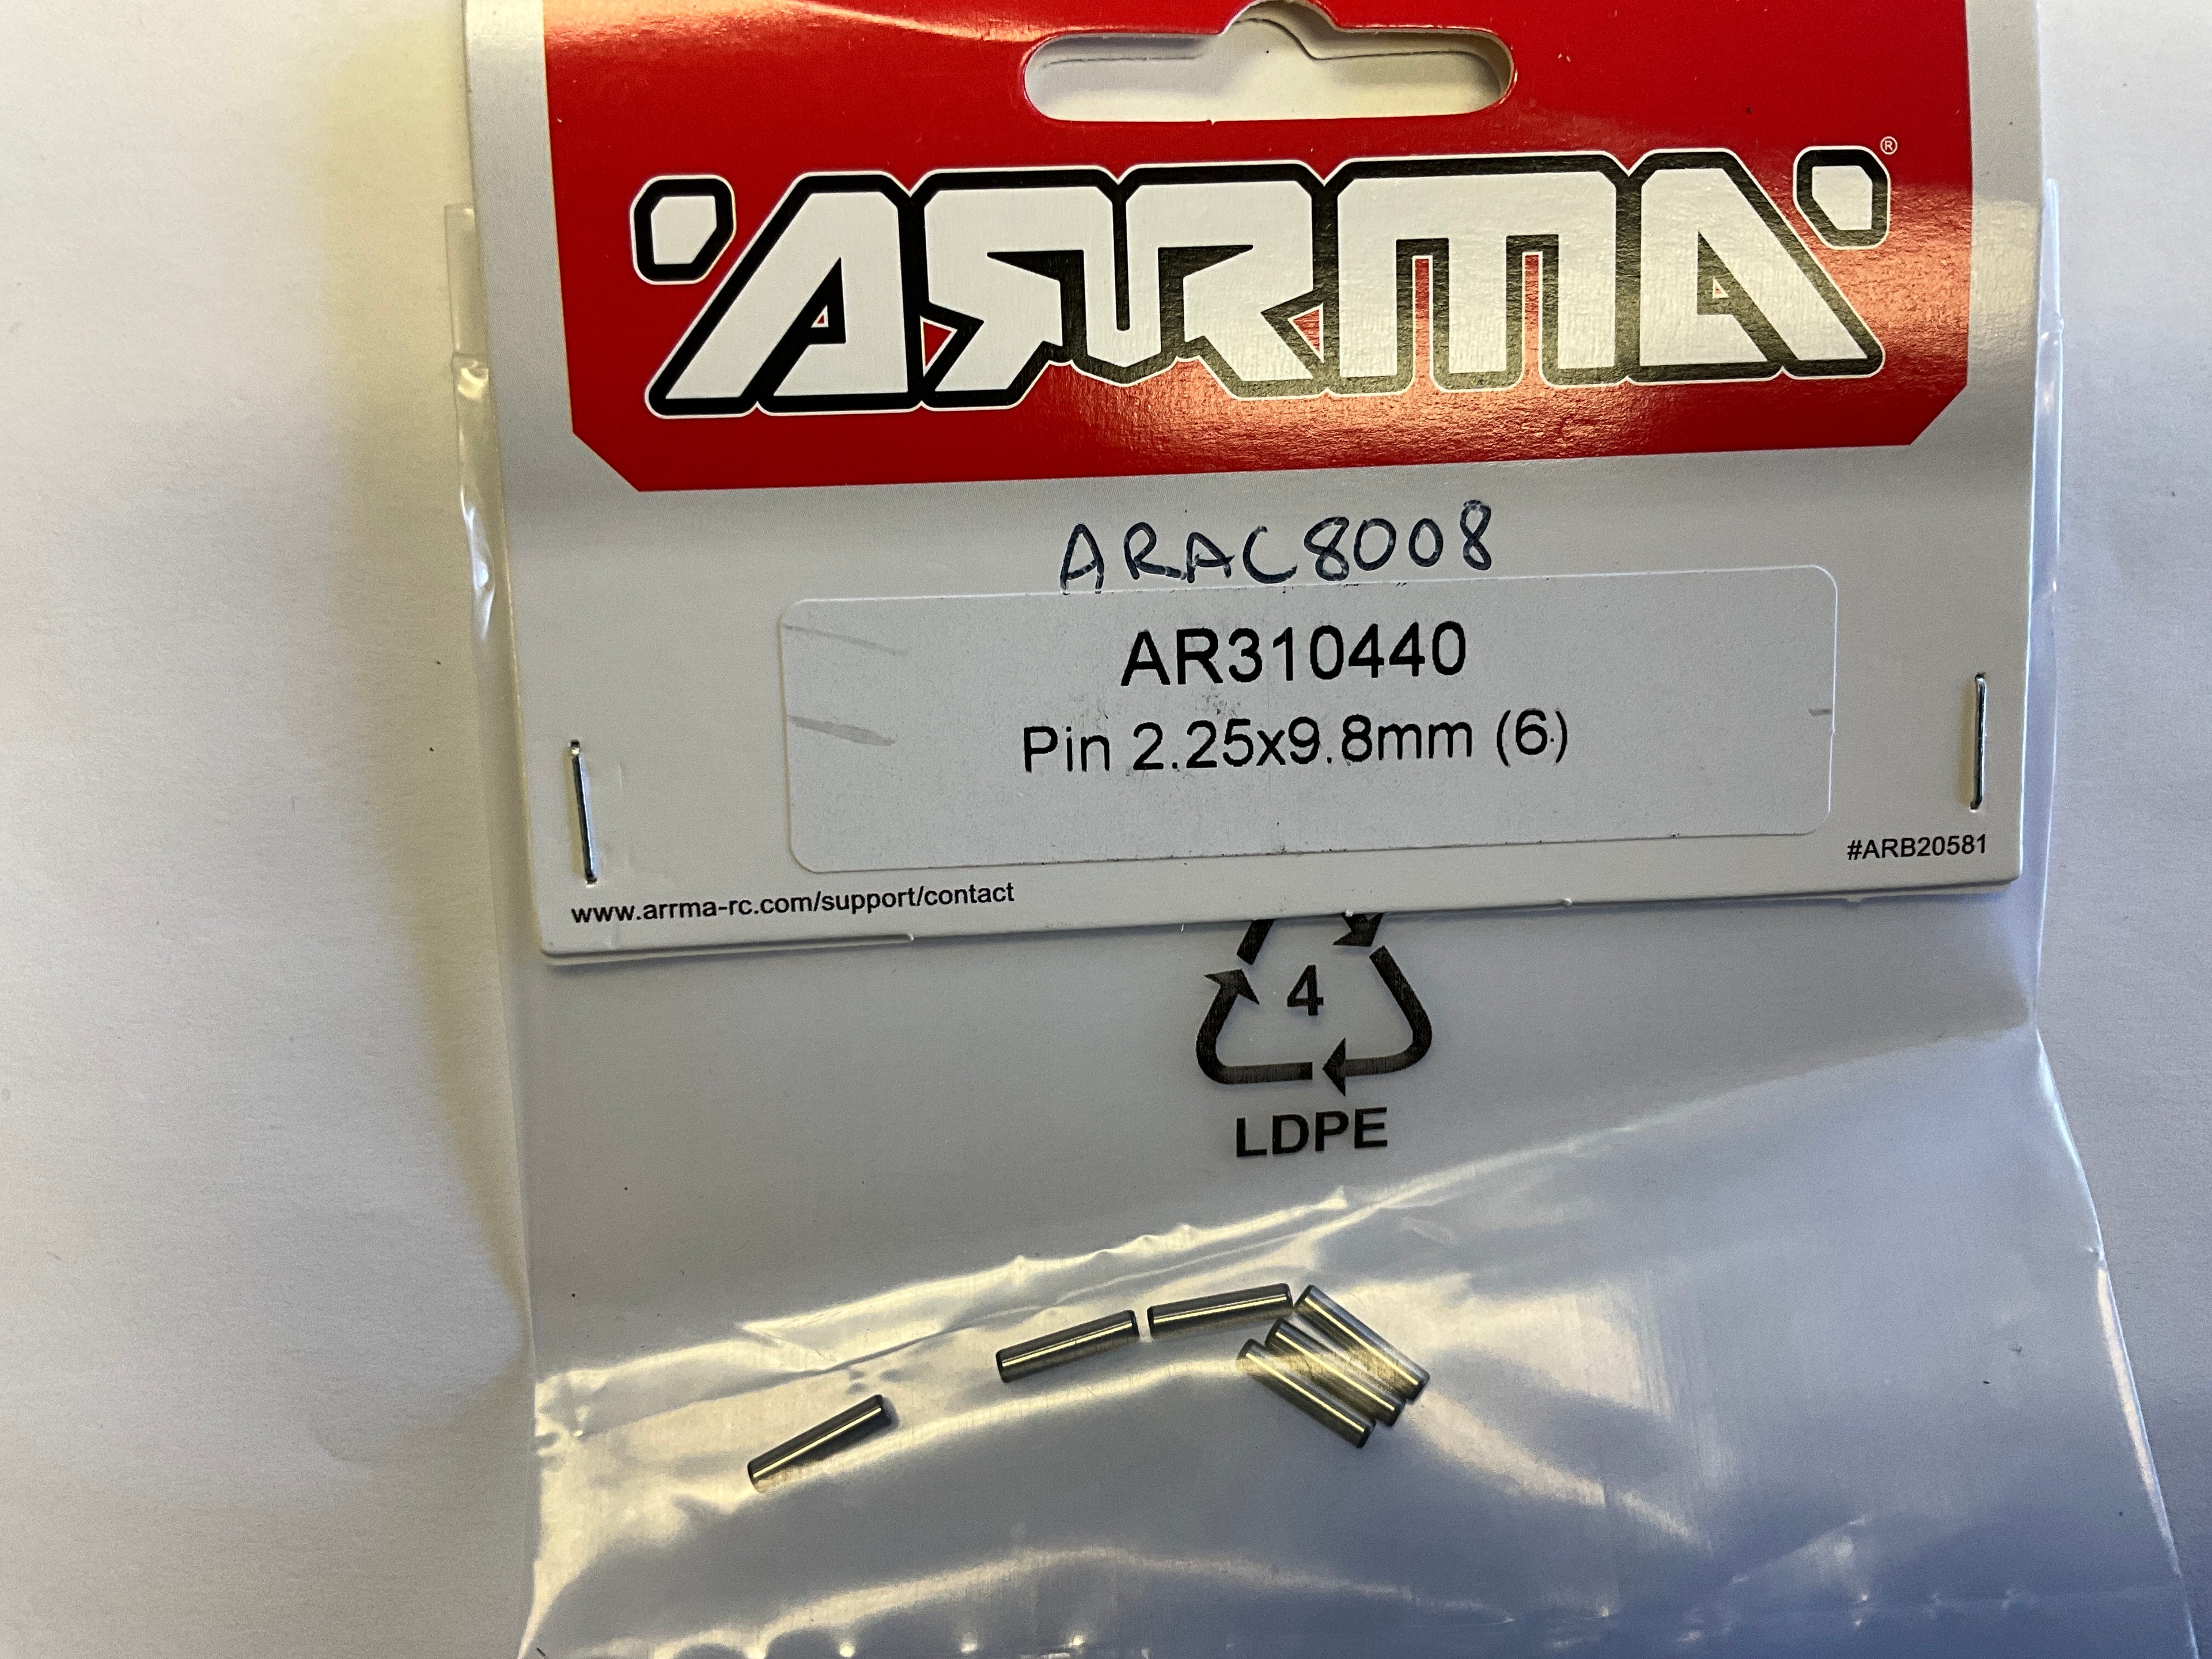 ARRMA®
ARAC8008
AR310440
Pin 2.25x9.8mm (6)
#ARB20581
www.arrma-rc.com/support/contact
4
LDPE